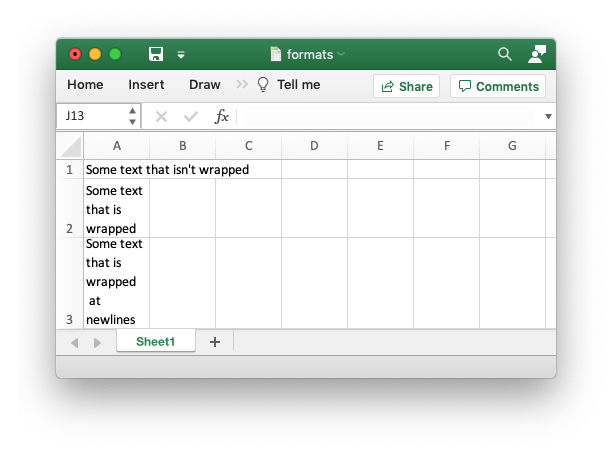 formats
Home Insert Draw Tell me Share Comments
J13 fx
A B C D E F G
1 Some text that isn't wrapped
Some text
that is
2 wrapped
Some text
that is
wrapped
at
3 newlines
Sheet1 +